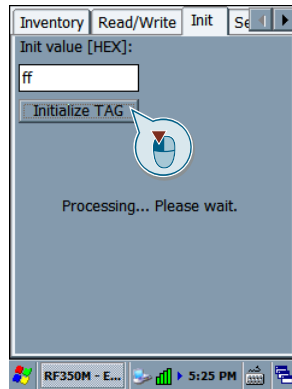 Inventory Read/Write Init Se
Init value [HEX]:
ff
Initialize TAG
Processing... Please wait.
RF350M - E... 5:25 PM